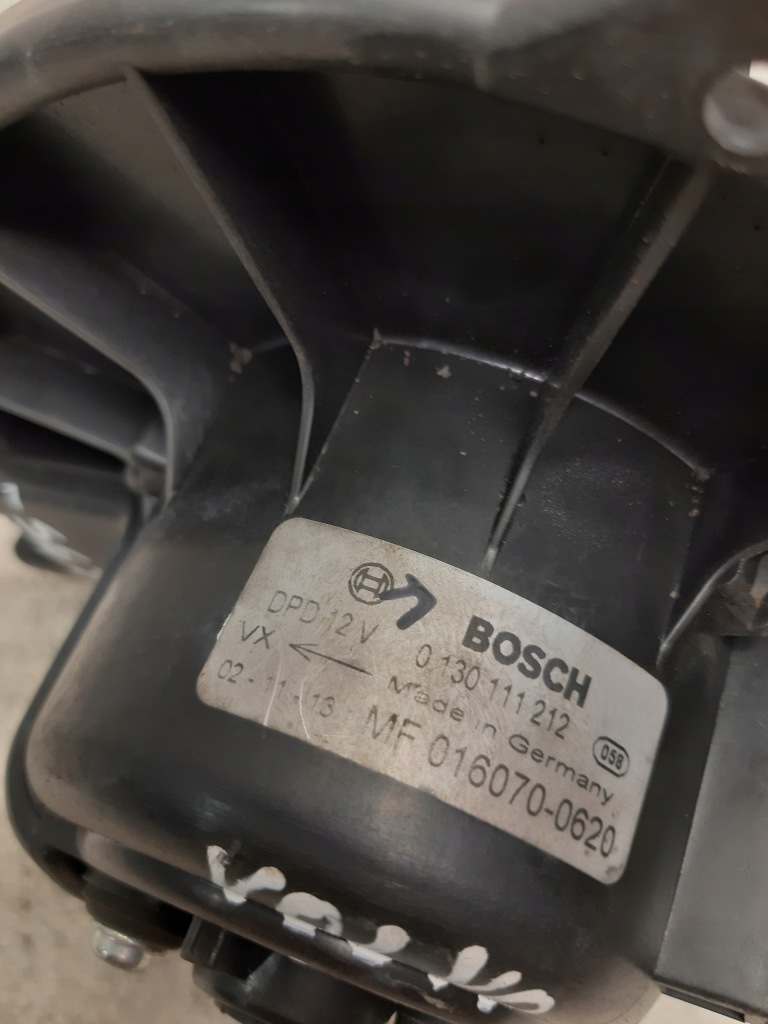 BOSCH
DPD 12 V 0 130 111 212
VX Made in Germany 058
02 - 11 - 13 MF 016070-0620